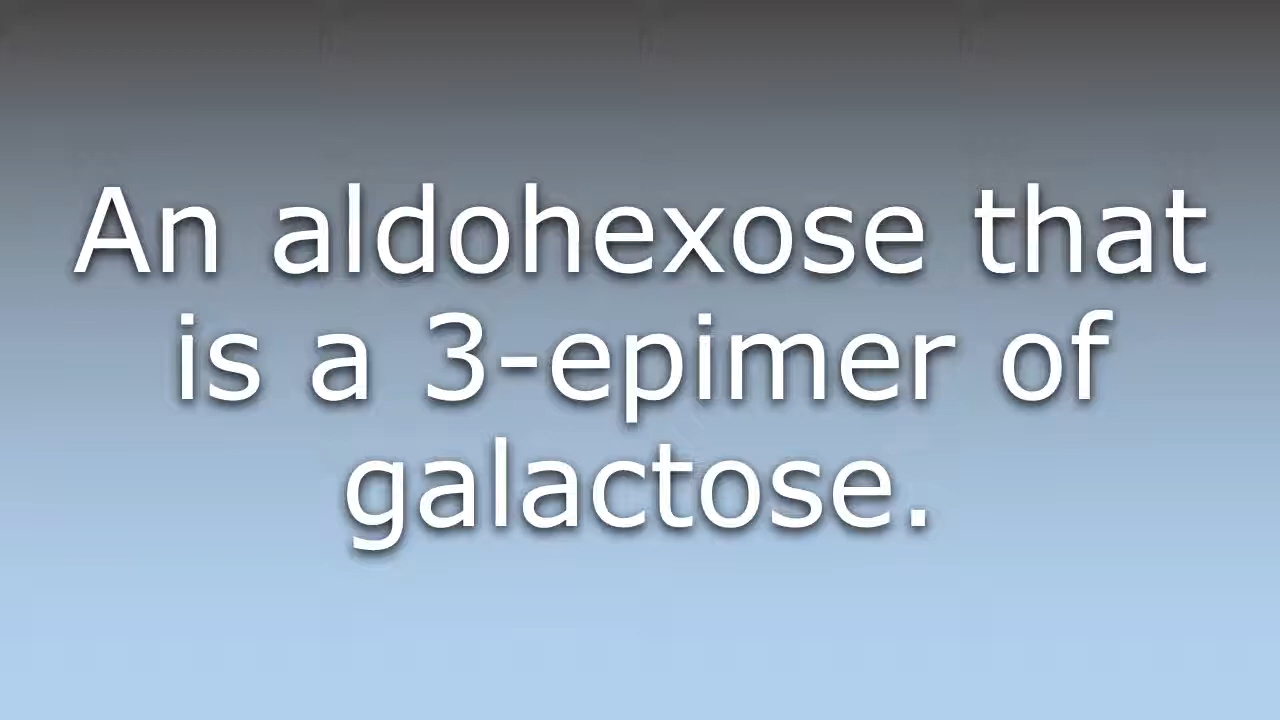 An aldohexose that
is a 3-epimer of
galactose.